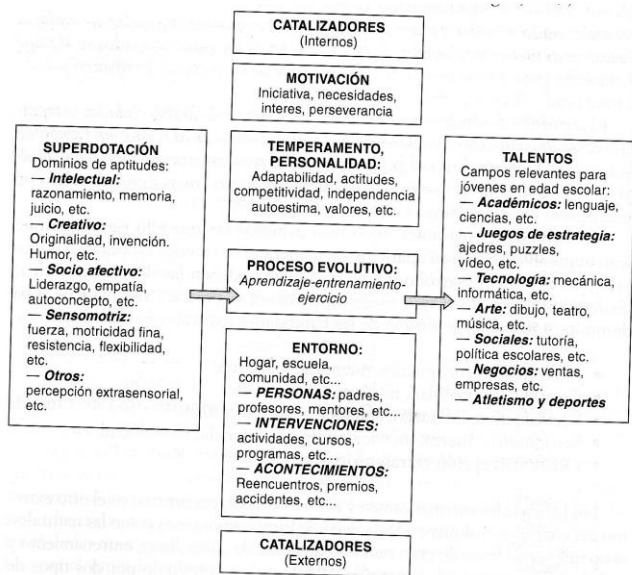 CATALIZADORES
(Internos)
MOTIVACIÓN
Iniciativa, necesidades,
interes, perseverancia
SUPERDOTACIÓN
Dominios de aptitudes:
— Intelectual:
razonamiento, memoria,
juicio, etc.
— Creativo:
Originalidad, invención.
Humor, etc.
— Socio afectivo:
Liderazgo, empatía,
autoconcepto, etc.
— Sensomotriz:
fuerza, motricidad fina,
resistencia, flexibilidad,
etc.
— Otros:
percepción extrasensorial,
etc.
TEMPERAMENTO,
PERSONALIDAD:
Adaptabilidad, actitudes,
competitividad, independencia
autoestima, valores, etc.
PROCESO EVOLUTIVO:
Aprendizaje-entrenamiento-
ejercicio
ENTORNO:
Hogar, escuela,
comunidad, etc...
— PERSONAS: padres,
profesores, mentores, etc...
— INTERVENCIONES:
actividades, cursos,
programas, etc...
— ACONTECIMIENTOS:
Reencuentros, premios,
accidentes, etc...
TALENTOS
Campos relevantes para
jóvenes en edad escolar:
— Académicos: lenguaje,
ciencias, etc.
— Juegos de estrategia:
ajedres, puzzles,
vídeo, etc.
— Tecnología: mecánica,
informática, etc.
— Arte: dibujo, teatro,
música, etc.
— Sociales: tutoría,
política escolares, etc.
— Negocios: ventas,
empresas, etc.
— Atletismo y deportes
CATALIZADORES
(Externos)